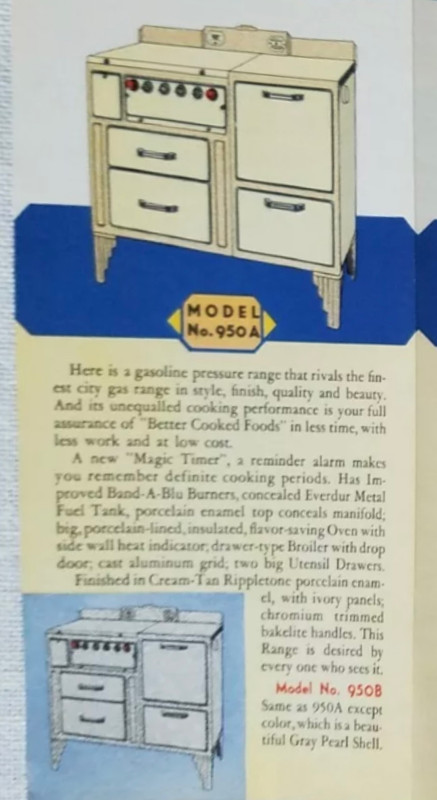 MODEL
No. 950A
Here is a gasoline pressure range that rivals the fin-
est city gas range in style, finish, quality and beauty.
And its unequalled cooking performance is your full
assurance of "Better Cooked Foods" in less time, with
less work and at low cost.
A new "Magic Timer", a reminder alarm makes
you remember definite cooking periods. Has Im-
proved Band-A-Blu Burners, concealed Everdur Metal
Fuel Tank, porcelain enamel top conceals manifold;
big, porcelain-lined, insulated, flavor-saving Oven with
side wall heat indicator; drawer-type Broiler with drop
door; cast aluminum grid; two big Utensil Drawers.
Finished in Cream-Tan Rippletone porcelain enam-
el, with ivory panels;
chromium trimmed
bakelite handles. This
Range is desired by
every one who sees it.
Model No. 950B
Same as 950A except
color, which is a beau-
tiful Gray Pearl Shell.